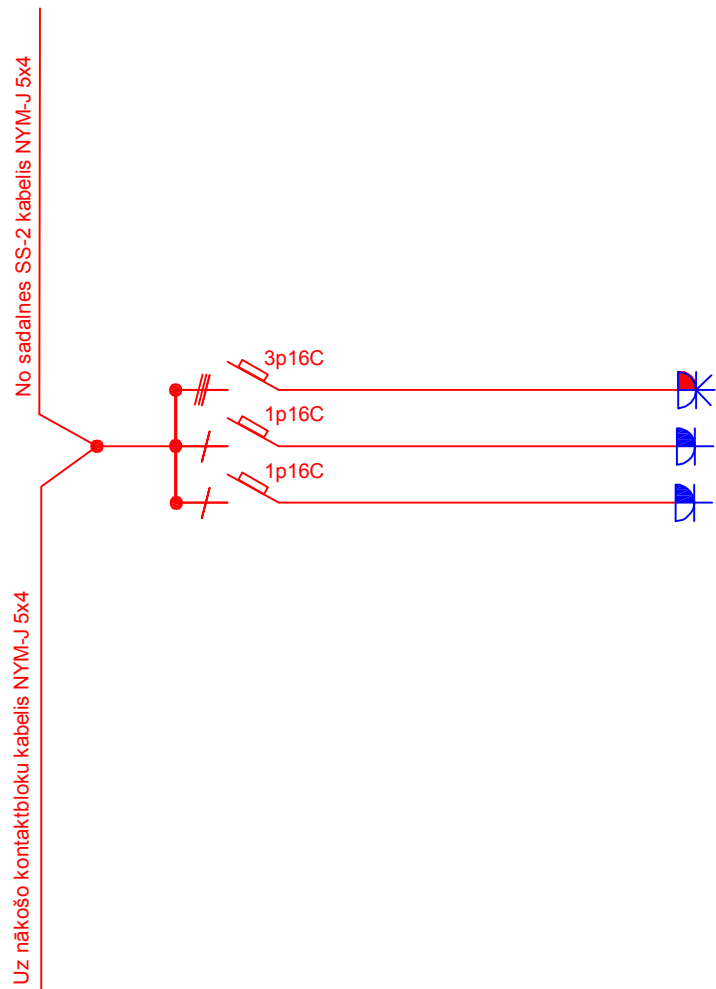 No sadalnes SS-2 kabelis NYM-J 5x4
3p16C
1p16C
1p16C
Uz nākošo kontaktbloku kabelis NYM-J 5x4